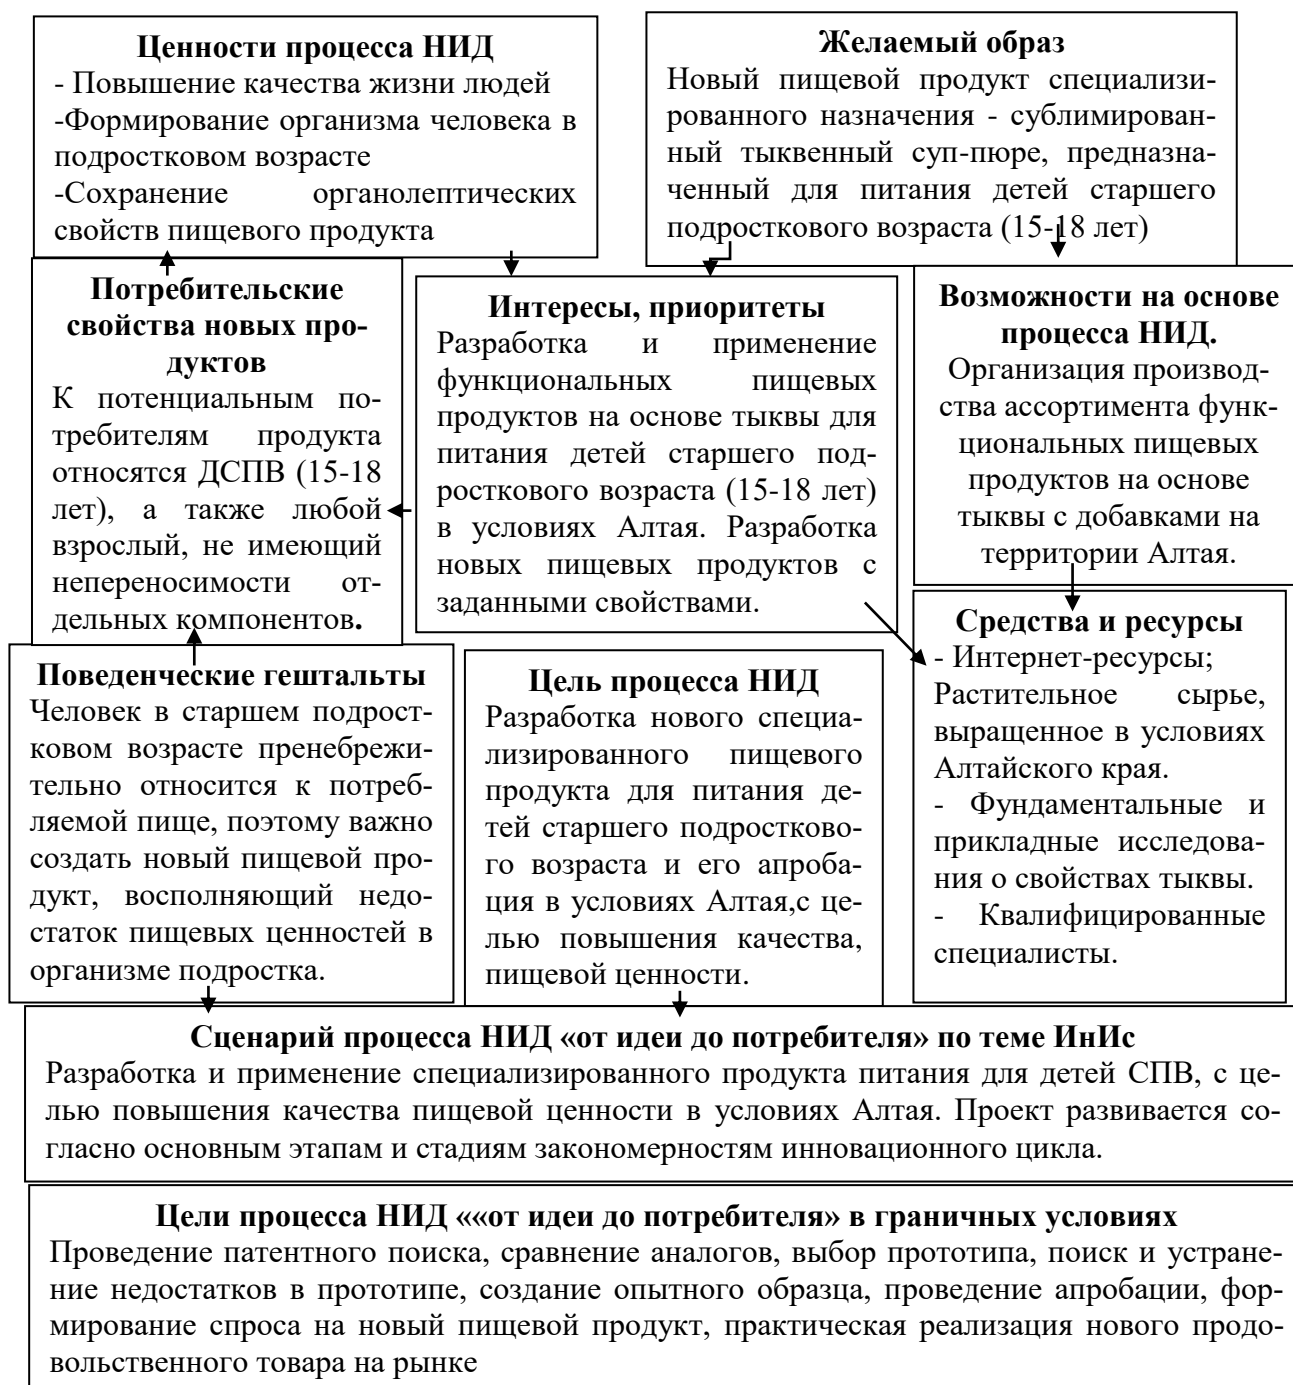 Ценности процесса НИД
- Повышение качества жизни людей
-Формирование организма человека в
подростковом возрасте
-Сохранение органолептических
свойств пищевого продукта
Желаемый образ
Новый пищевой продукт специализи-
рованного назначения - сублимирован-
ный тыквенный суп-пюре, предназна-
ченный для питания детей старшего
подросткового возраста (15-18 лет)
Потребительские
свойства новых про-
дуктов
К потенциальным по-
требителям продукта
относятся ДСПВ (15-18
лет), а также любой
взрослый, не имеющий
непереносимости от-
дельных компонентов.
Интересы, приоритеты
Разработка и применение
функциональных пищевых
продуктов на основе тыквы для
питания детей старшего под-
росткового возраста (15-18 лет)
в условиях Алтая. Разработка
новых пищевых продуктов с
заданными свойствами.
Возможности на основе
процесса НИД.
Организация производ-
ства ассортимента функ-
циональных пищевых
продуктов на основе
тыквы с добавками на
территории Алтая.
Поведенческие гештальты
Человек в старшем подрост-
ковом возрасте пренебрежи-
тельно относится к потреб-
ляемой пище, поэтому важно
создать новый пищевой про-
дукт, восполняющий недо-
статок пищевых ценностей в
организме подростка.
Цель процесса НИД
Разработка нового специа-
лизированного пищевого
продукта для питания де-
тей старшего подростково-
го возраста и его апроба-
ция в условиях Алтая,с це-
лью повышения качества,
пищевой ценности.
Средства и ресурсы
- Интернет-ресурсы;
Растительное сырье,
выращенное в условиях
Алтайского края.
- Фундаментальные и
прикладные исследова-
ния о свойствах тыквы.
- Квалифицированные
специалисты.
Сценарий процесса НИД «от идеи до потребителя» по теме ИнИс
Разработка и применение специализированного продукта питания для детей СПВ, с це-
лью повышения качества пищевой ценности в условиях Алтая. Проект развивается со-
гласно основным этапам и стадиям закономерностям инновационного цикла.
Цели процесса НИД ««от идеи до потребителя» в граничных условиях
Проведение патентного поиска, сравнение аналогов, выбор прототипа, поиск и устране-
ние недостатков в прототипе, создание опытного образца, проведение апробации, фор-
мирование спроса на новый пищевой продукт, практическая реализация нового продо-
вольственного товара на рынке